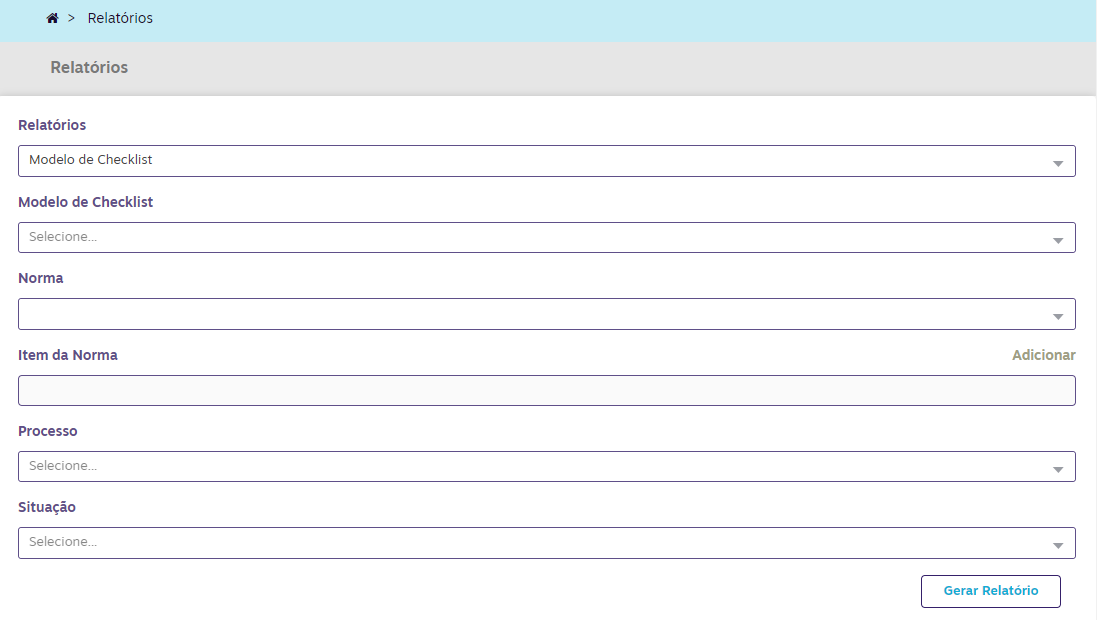 > Relatórios
Relatórios
Relatórios
Modelo de Checklist
Modelo de Checklist
Selecione...
Norma
Item da Norma Adicionar
Processo
Selecione...
Situação
Selecione...
Gerar Relatório